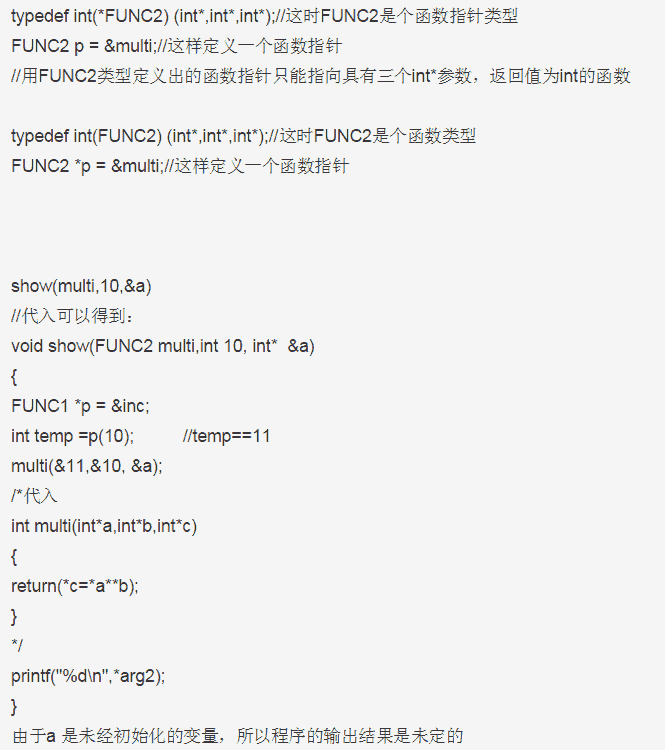 typedef int(*FUNC2) (int*,int*,int*);//这时FUNC2是个函数指针类型
FUNC2 p = &multi;//这样定义一个函数指针
//用FUNC2类型定义出的函数指针只能指向具有三个int*参数，返回值为int的函数
typedef int(FUNC2) (int*,int*,int*);//这时FUNC2是个函数类型
FUNC2 *p = &multi;//这样定义一个函数指针
show(multi,10,&a)
//代入可以得到：
void show(FUNC2 multi,int 10, int*  &a)
{
FUNC1 *p = &inc;
int temp =p(10);          //temp==11
multi(&11,&10, &a);
/*代入
int multi(int*a,int*b,int*c)
{
return(*c=*a**b);
}
*/
printf("%d\n",*arg2);
}
由于a 是未经初始化的变量，所以程序的输出结果是未定的